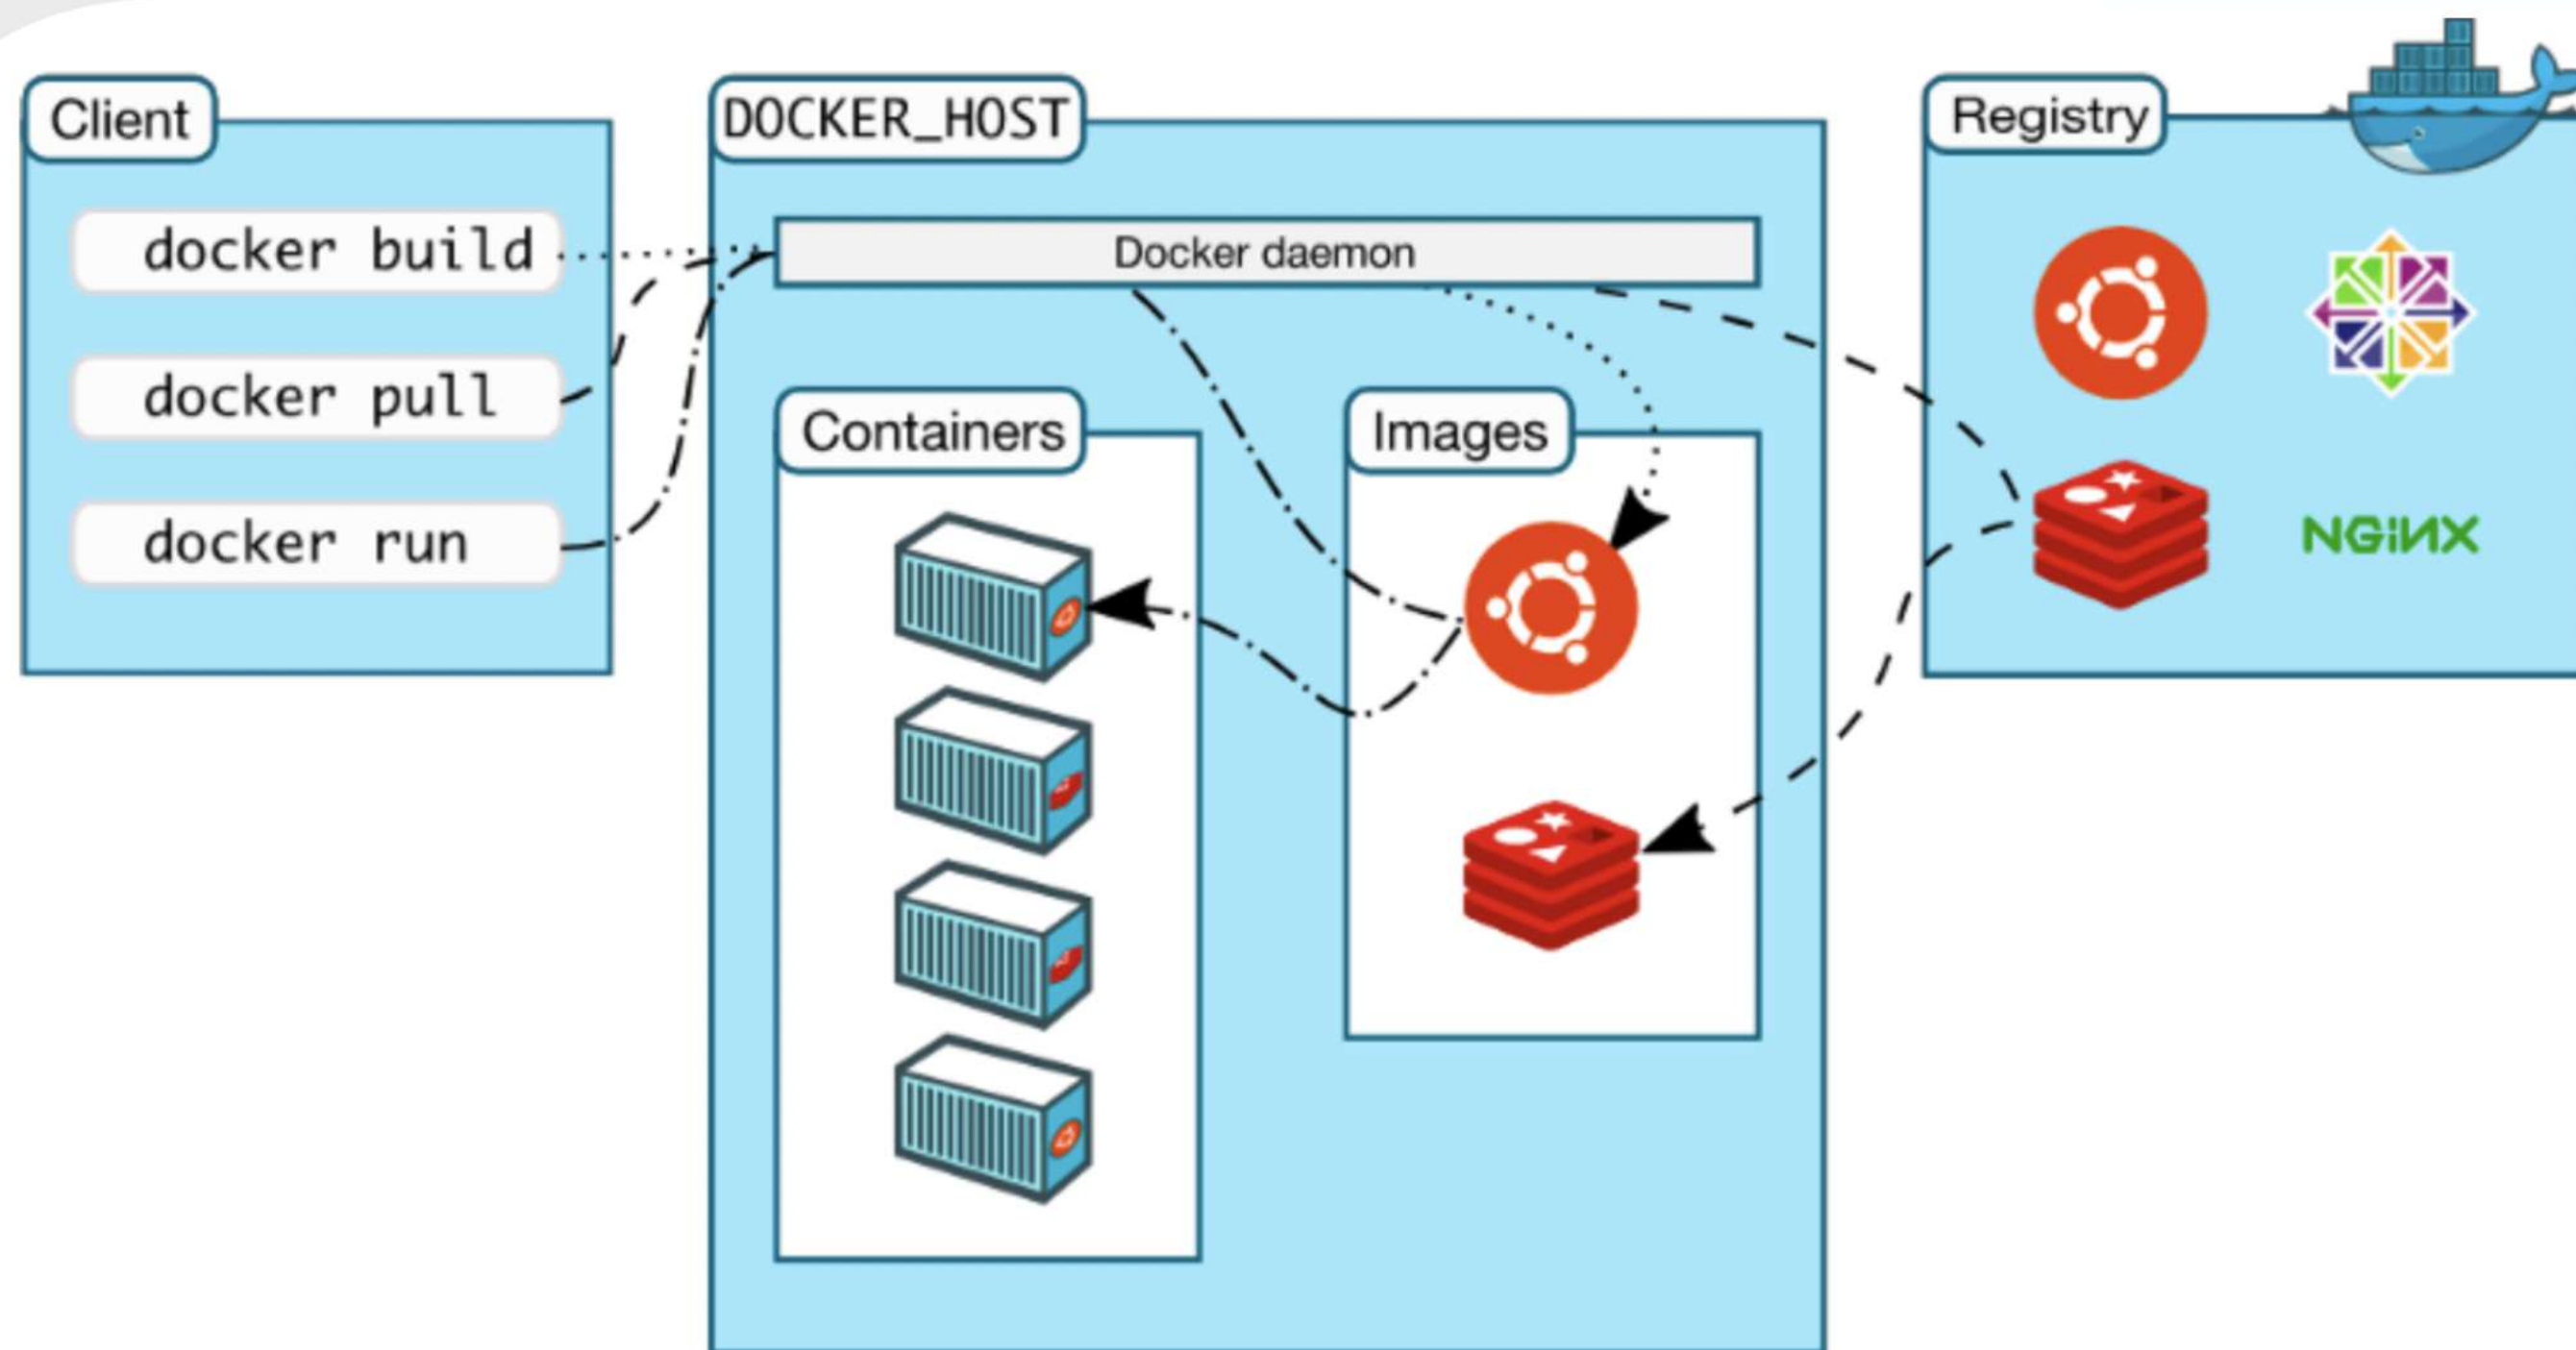 Client
docker build
docker pull
docker run
DOCKER_HOST
Docker daemon
Containers
Images
Registry
NGiNX